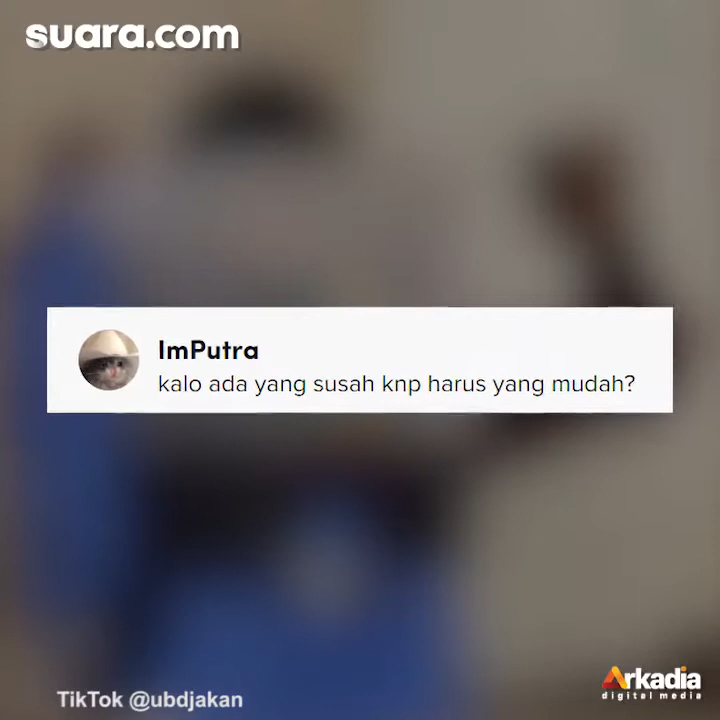 suara.com
ImPutra
kalo ada yang susah knp harus yang mudah?
TikTok @ubdjakan
Arkadia
digital media